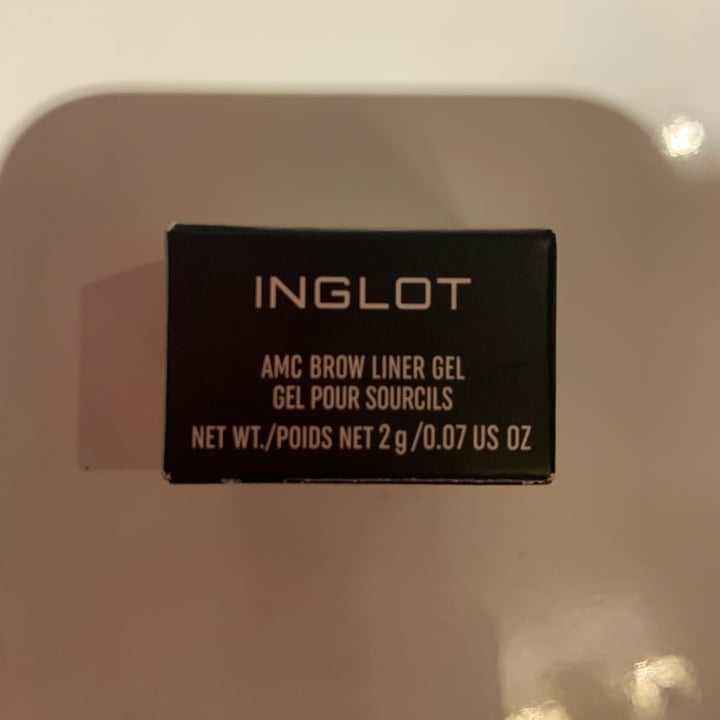 INGLOT
AMC BROW LINER GEL
GEL POUR SOURCILS
NET WT./POIDS NET 2 g/0.07 US OZ